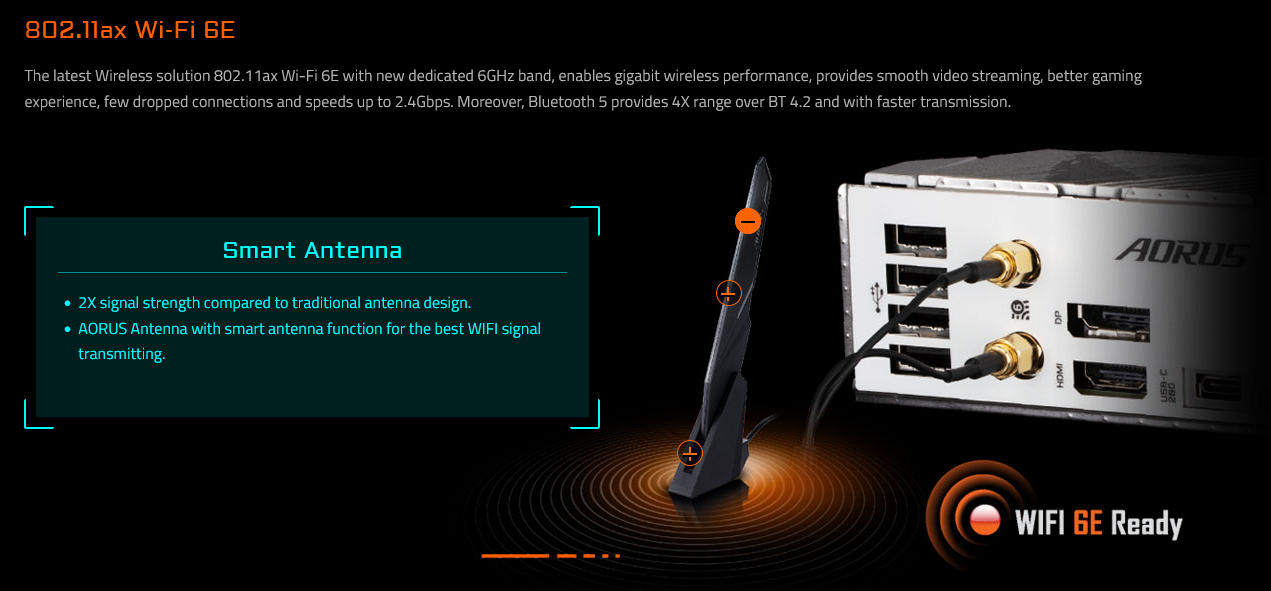 802.11ax Wi-Fi 6E
The latest Wireless solution 802.11ax Wi-Fi 6E with new dedicated 6GHz band, enables gigabit wireless performance, provides smooth video streaming, better gaming
experience, few dropped connections and speeds up to 2.4Gbps. Moreover, Bluetooth 5 provides 4X range over BT 4.2 and with faster transmission.
Smart Antenna
• 2X signal strength compared to traditional antenna design.
• AORUS Antenna with smart antenna function for the best WIFI signal
transmitting.
AORUS
DP
HDMI
USB-C
2SG
WIFI 6E Ready